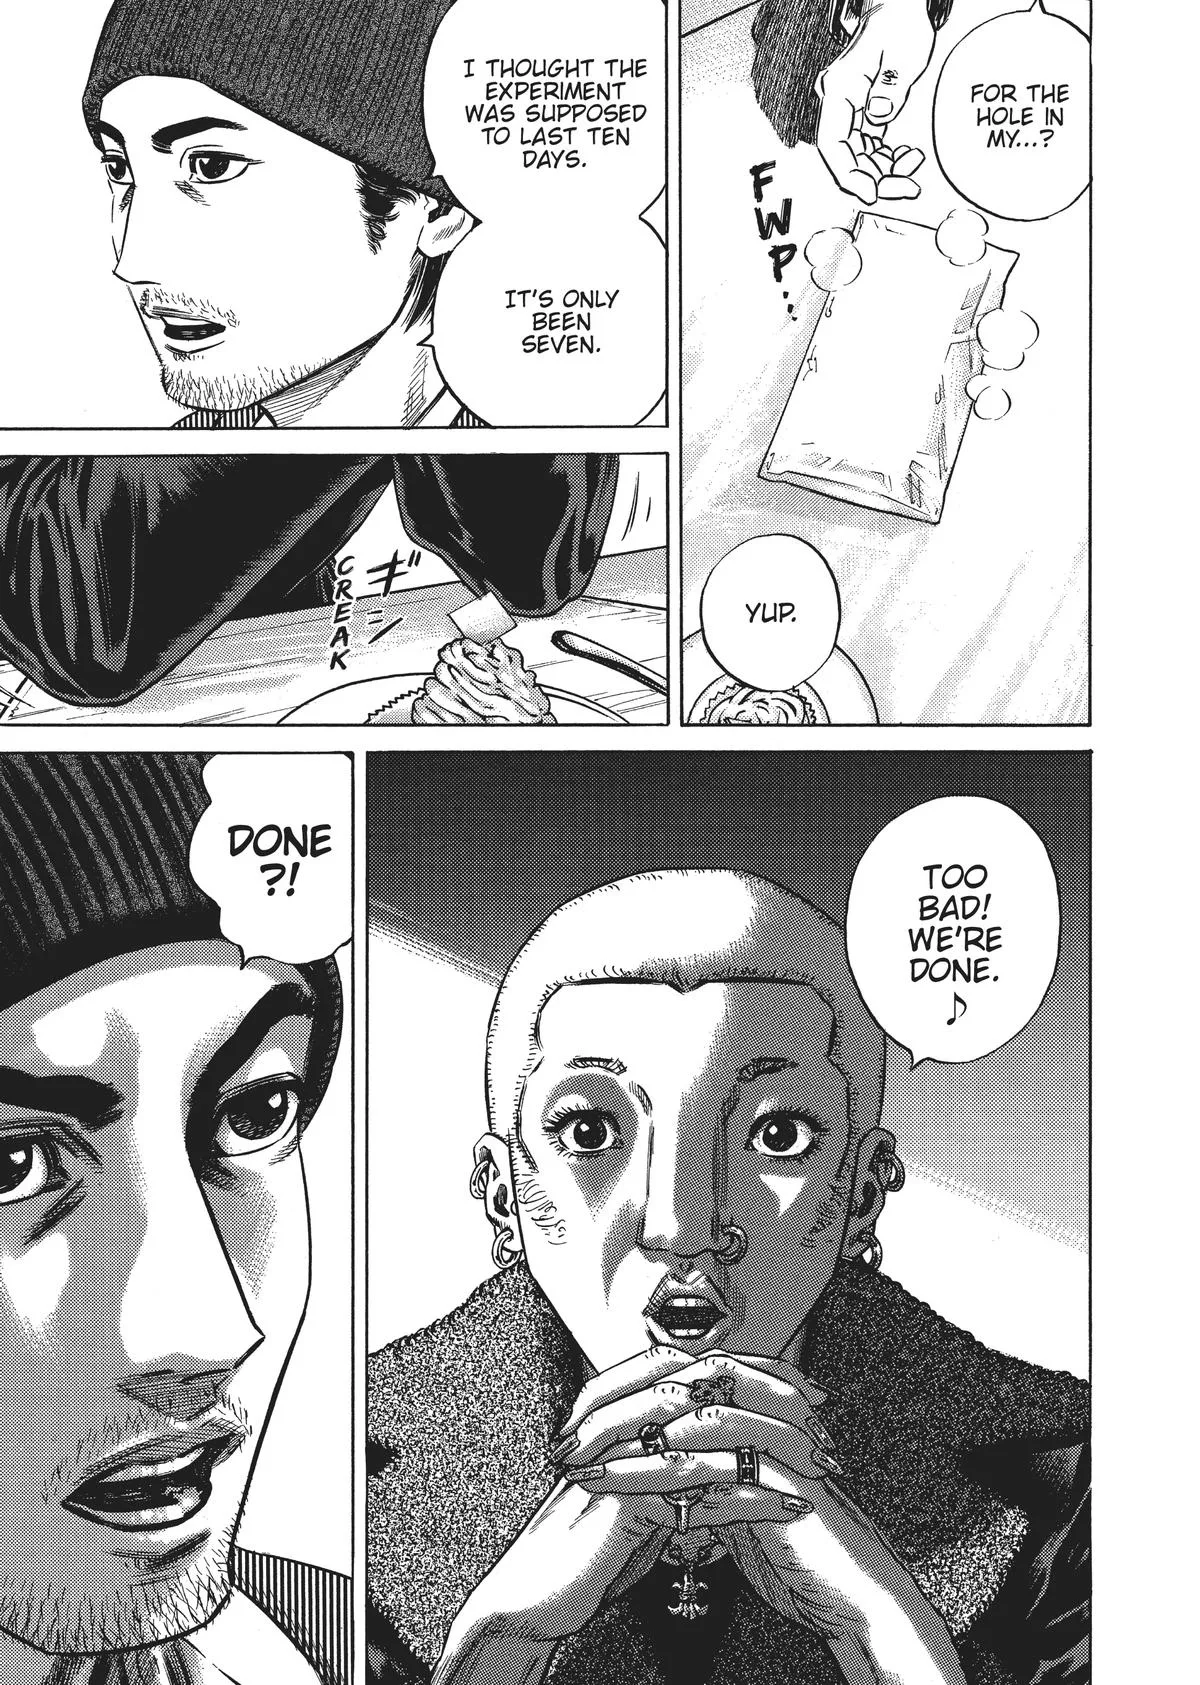 FOR THE
HOLE IN
MY...?
FWP...
YUP.
I THOUGHT THE
EXPERIMENT
WAS SUPPOSED
TO LAST TEN
DAYS.
IT'S ONLY
BEEN
SEVEN.
ギシ
CREAK
TOO
BAD!
WE'RE
DONE.
♪
DONE
?!